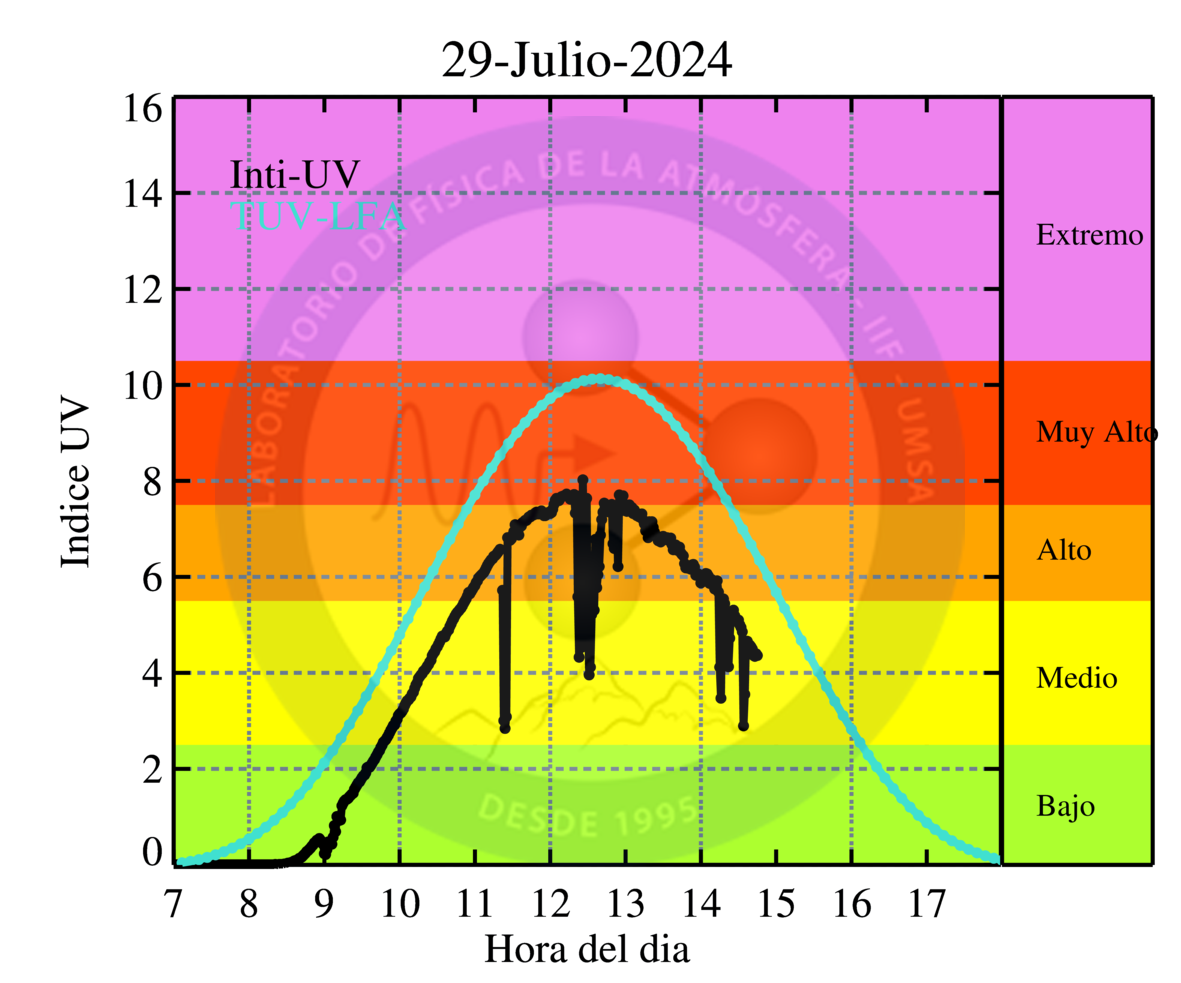 29-Julio-2024
Indice UV
16
14
12
10
8
6
4
2
0
Inti-UV
TUV-LFA
LABORATORIO DE FÍSICA DE LA ATMÓSFERA - IIF - UMSA
DESDE 1995
Extremo
Muy Alto
Alto
Medio
Bajo
7 8 9 10 11 12 13 14 15 16 17
Hora del dia